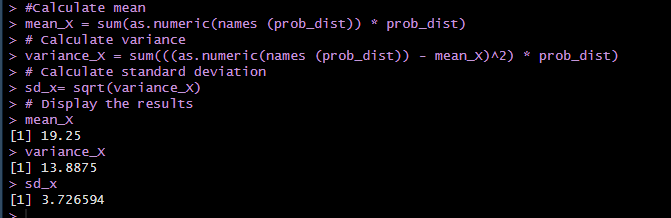 > #Calculate mean
> mean_X = sum(as.numeric(names (prob_dist)) * prob_dist)
> # Calculate variance
> variance_X = sum(((as.numeric(names (prob_dist)) - mean_X)^2) * prob_dist)
> # Calculate standard deviation
> sd_x= sqrt(variance_X)
> # Display the results
> mean_X
[1] 19.25
> variance_X
[1] 13.8875
> sd_x
[1] 3.726594
>